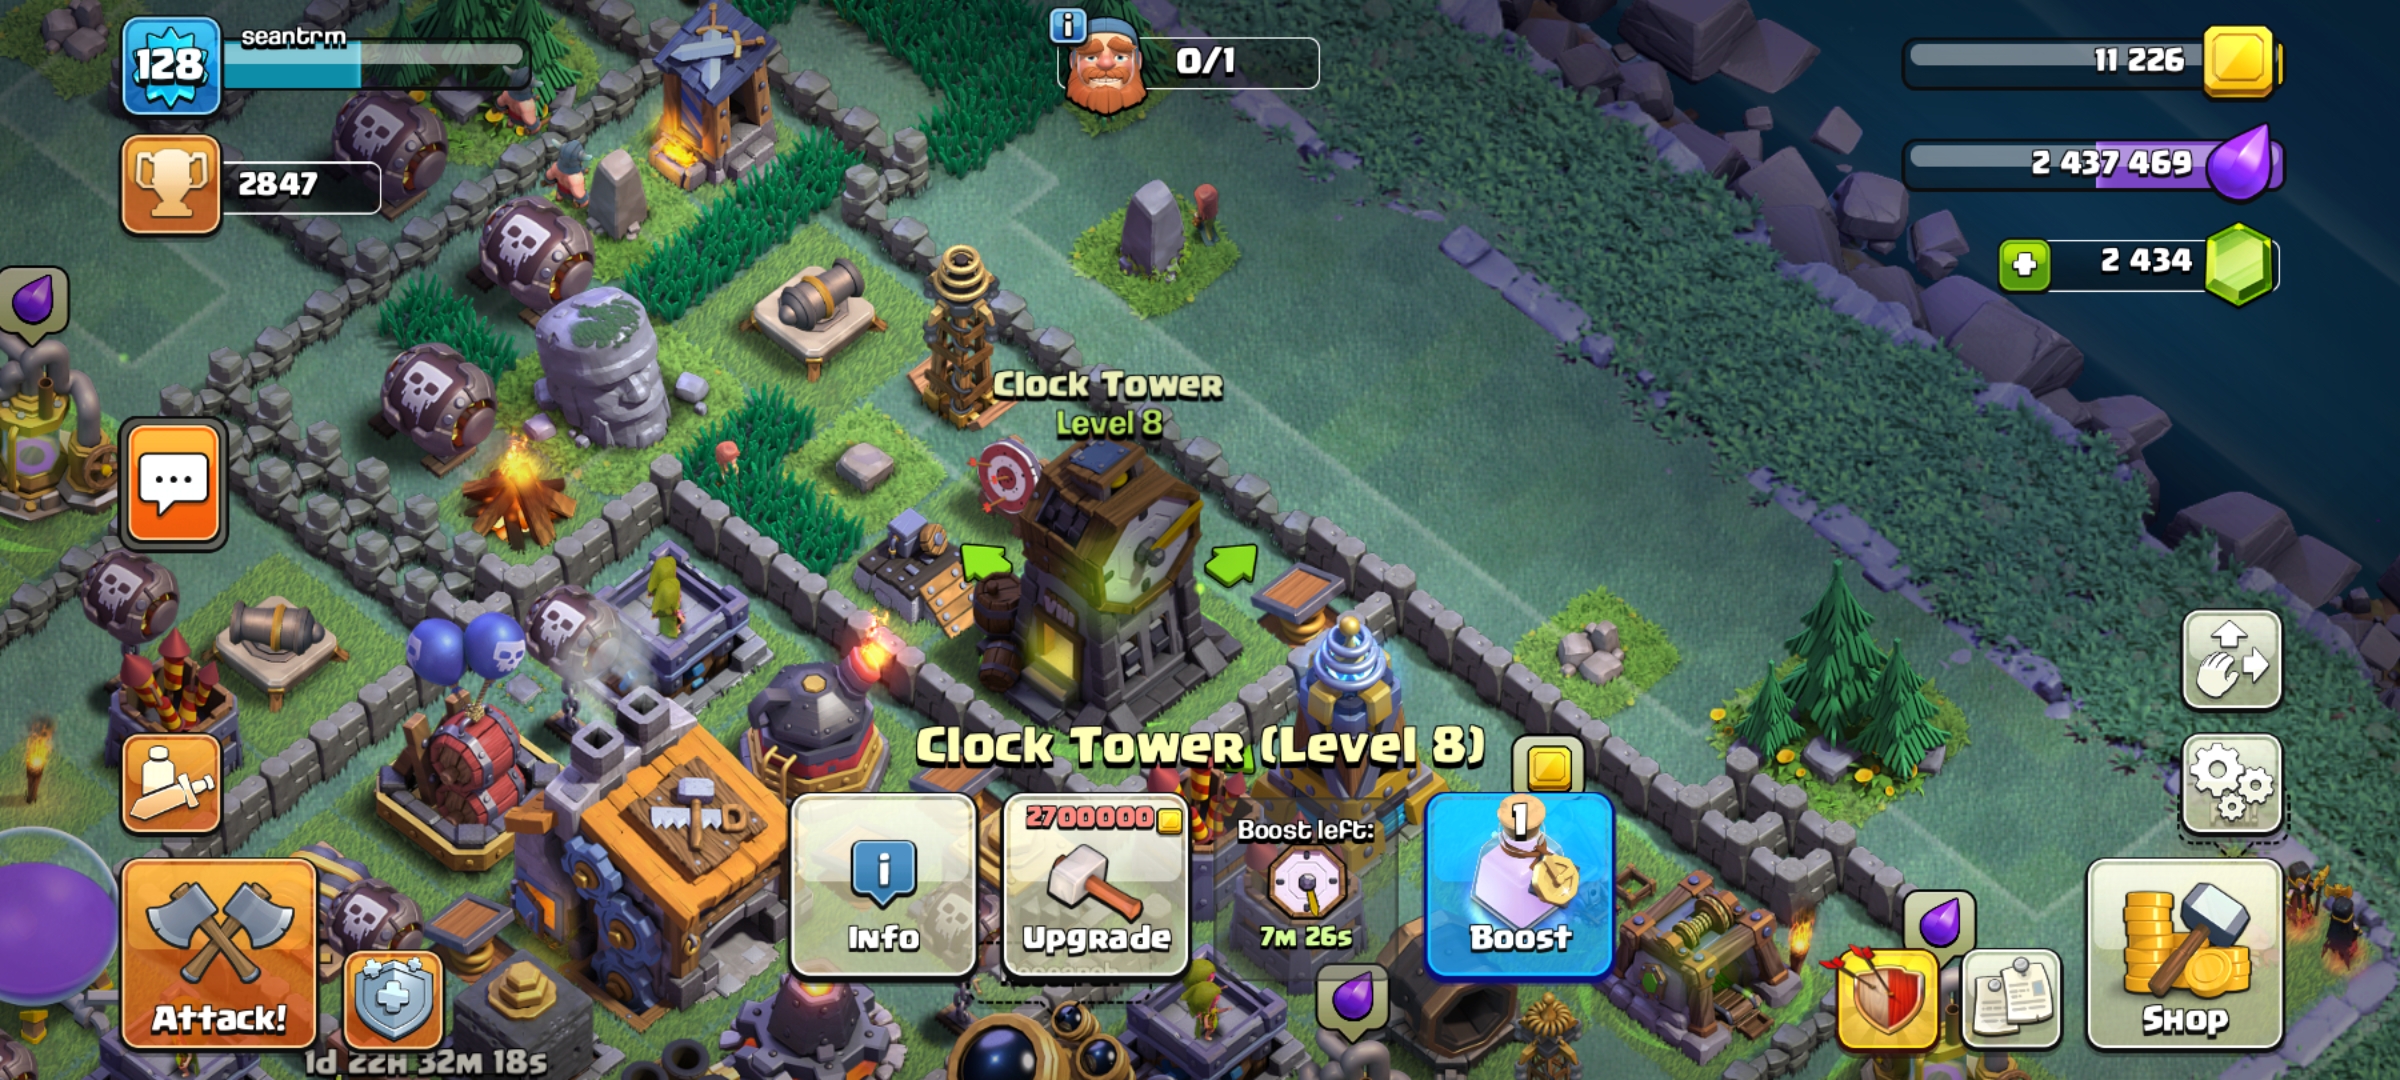 128
seantrm
i
0/1
11 226
2847
2 437 469
2 434
Clock Tower
Level 8
VIII
Clock Tower (Level 8)
2700000
Boost left:
1
i
Info
Upgrade
7m 26s
Boost
Attack!
Shop
1d 22H 32M 18s